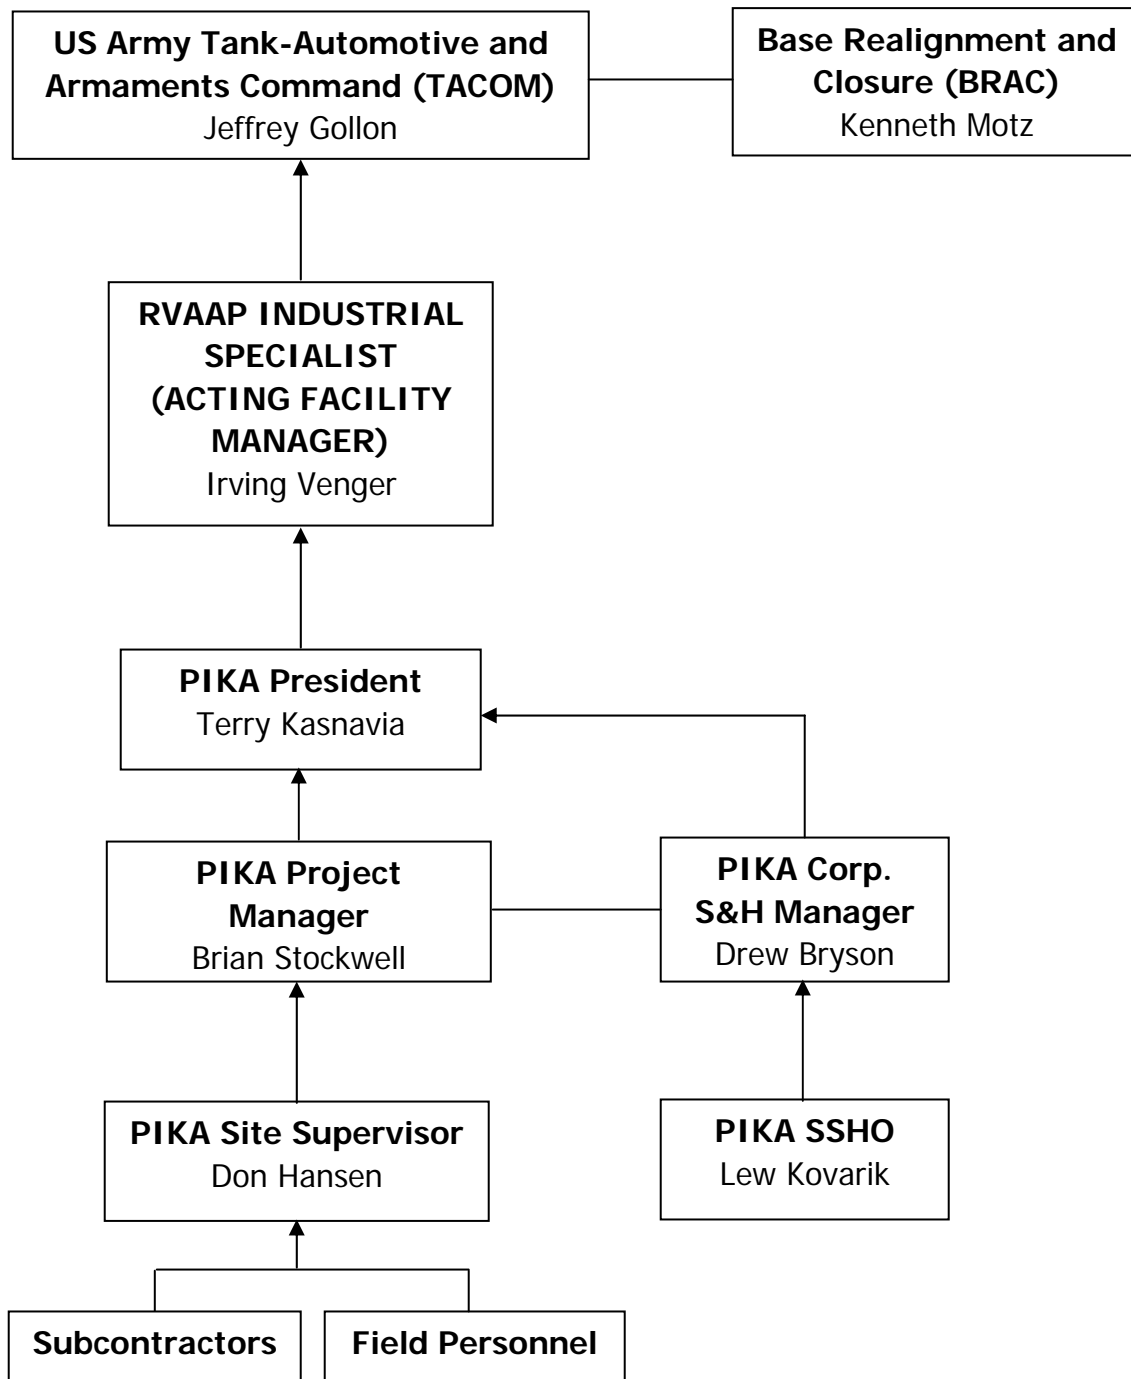 US Army Tank-Automotive and
Armaments Command (TACOM)
Jeffrey Gollon
Base Realignment and
Closure (BRAC)
Kenneth Motz
RVAAP INDUSTRIAL
SPECIALIST
(ACTING FACILITY
MANAGER)
Irving Venger
PIKA President
Terry Kasnavia
PIKA Project
Manager
Brian Stockwell
PIKA Corp.
S&H Manager
Drew Bryson
PIKA Site Supervisor
Don Hansen
PIKA SSHO
Lew Kovarik
Subcontractors
Field Personnel